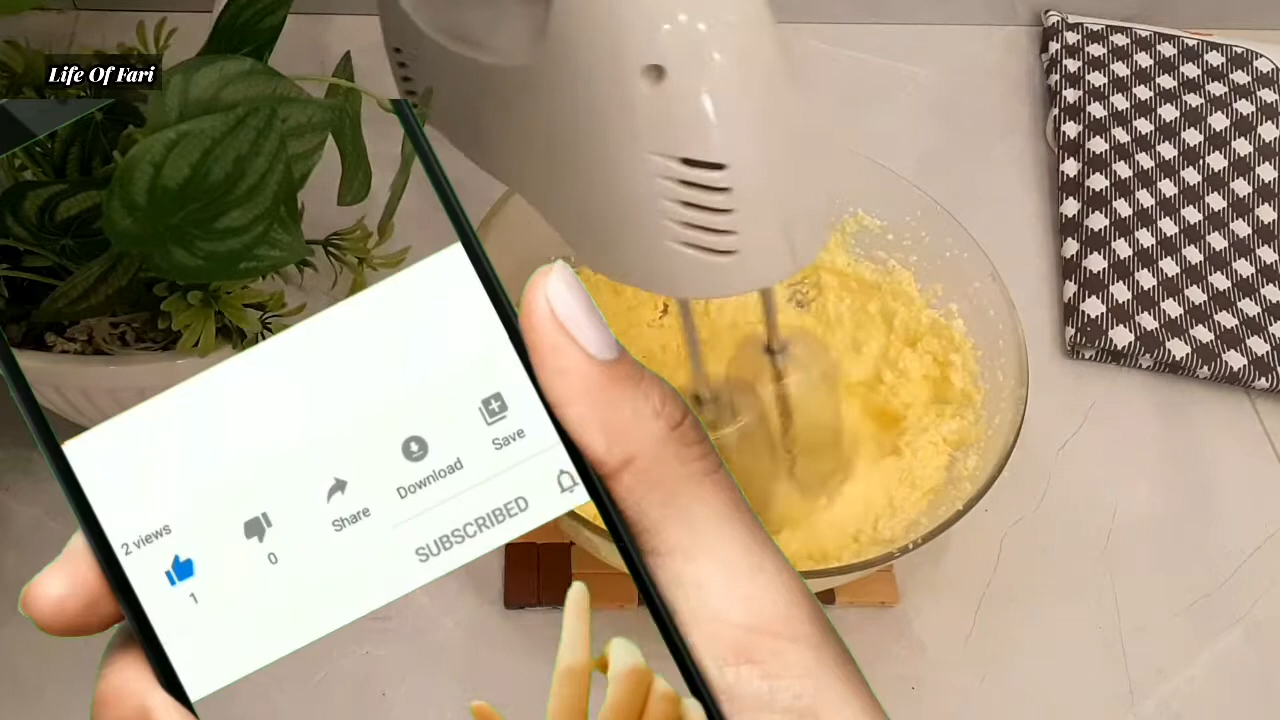 Life Of Fari
2 views
1
0
Share
Download
Save
SUBSCRIBED